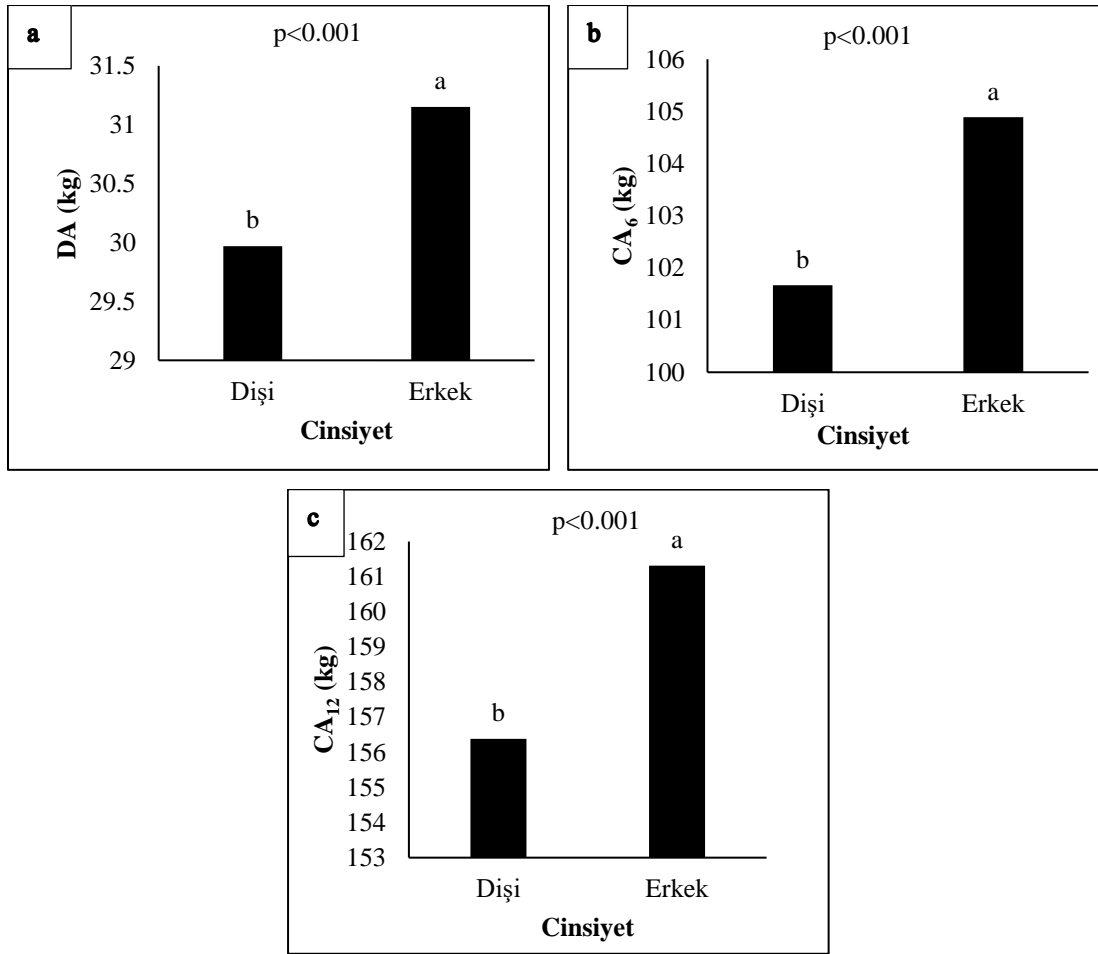 a
p<0.001
31.5
31
30.5
30
29.5
29
DA (kg)
b
a
Dişi
Erkek
Cinsiyet
b
p<0.001
106
105
104
103
102
101
100
CA6 (kg)
b
a
Dişi
Erkek
Cinsiyet
c
p<0.001
162
161
160
159
158
157
156
155
154
153
CA12 (kg)
b
a
Dişi
Erkek
Cinsiyet